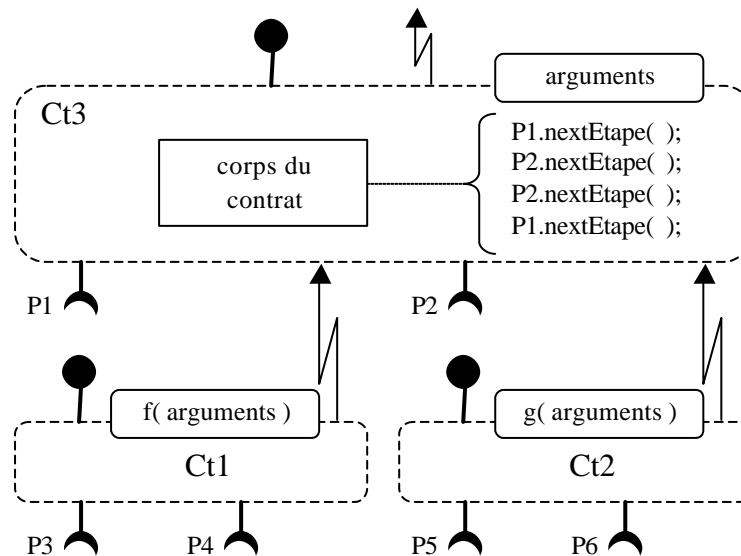 arguments
Ct3
corps du
contrat
P1.nextEtape( );
P2.nextEtape( );
P2.nextEtape( );
P1.nextEtape( );
P1
P2
f( arguments )
g( arguments )
Ct1
Ct2
P3
P4
P5
P6